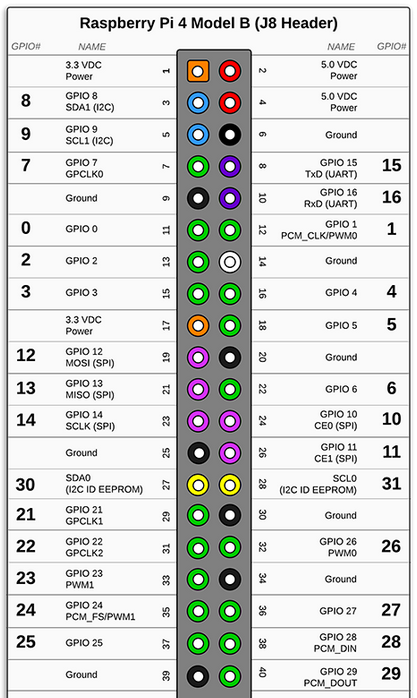 Raspberry Pi 4 Model B (J8 Header)
GPIO# NAME NAME GPIO#
3.3 VDC
Power 1 2 5.0 VDC
Power
8 GPIO 8
SDA1 (I2C) 3 4 5.0 VDC
Power
9 GPIO 9
SCL1 (I2C) 5 6 Ground
7 GPIO 7
GPCLK0 7 8 GPIO 15
TxD (UART) 15
Ground 9 10 GPIO 16
RxD (UART) 16
0 GPIO 0 11 12 GPIO 1
PCM_CLK/PWM0 1
2 GPIO 2 13 14 Ground
3 GPIO 3 15 16 GPIO 4 4
3.3 VDC
Power 17 18 GPIO 5 5
12 GPIO 12
MOSI (SPI) 19 20 Ground
13 GPIO 13
MISO (SPI) 21 22 GPIO 6 6
14 GPIO 14
SCLK (SPI) 23 24 GPIO 10
CE0 (SPI) 10
Ground 25 26 GPIO 11
CE1 (SPI) 11
30 SDA0
(I2C ID EEPROM) 27 28 SCL0
(I2C ID EEPROM) 31
21 GPIO 21
GPCLK1 29 30 Ground
22 GPIO 22
GPCLK2 31 32 GPIO 26
PWM0 26
23 GPIO 23
PWM1 33 34 Ground
24 GPIO 24
PCM_FS/PWM1 35 36 GPIO 27 27
25 GPIO 25 37 38 GPIO 28
PCM_DIN 28
Ground 39 40 GPIO 29
PCM_DOUT 29